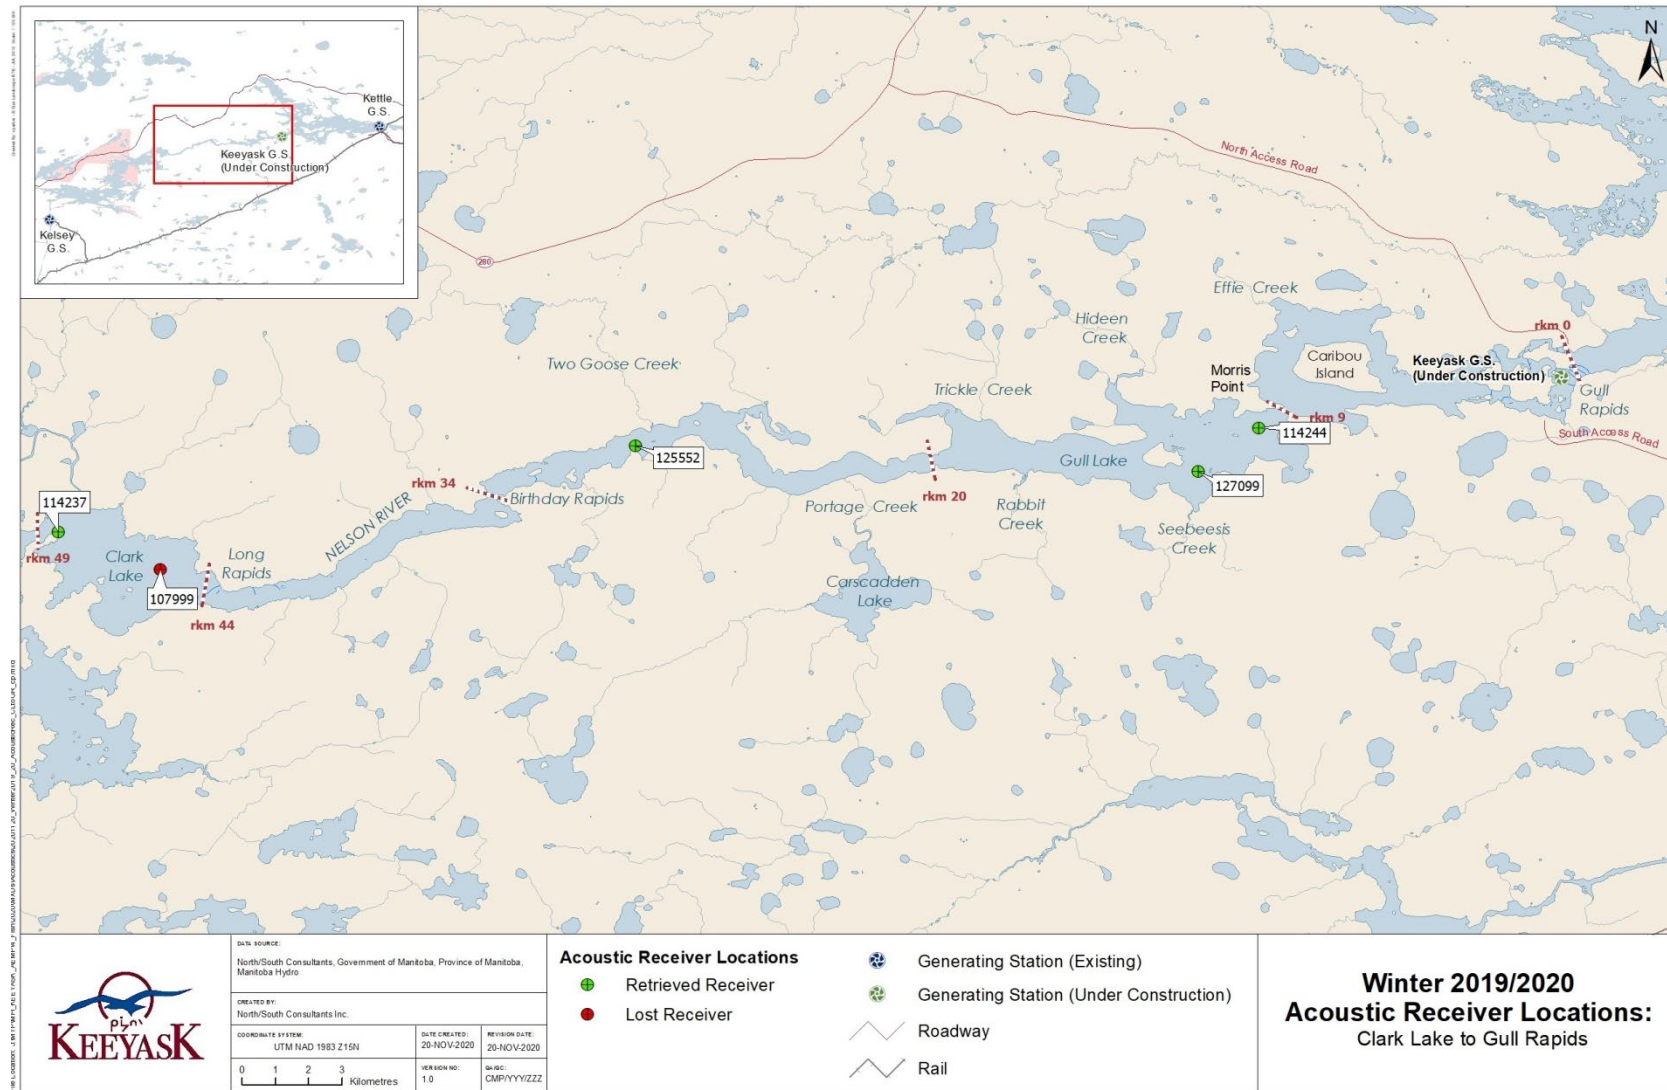 N
Kettle
G.S.
Keeyask G.S.
(Under Construction)
Kelsey
G.S.
280
North Access Road
Effie Creek
Hideen
Creek
rkm 0
Two Goose Creek
Caribou
Island
Keeyask G.S.
(Under Construction)
Morris
Point
Trickle Creek
Gull
Rapids
rkm 9
114244
South Access Road
125552
Gull Lake
rkm 34
Birthday Rapids
127099
rkm 20
114237
Portage Creek
Rabbit
Creek
NELSON RIVER
Seebeesis
Creek
rkm 49
Clark
Lake
Long
Rapids
107999
Carscadden
Lake
rkm 44
KEEYASK
DATA SOURCE:
North/South Consultants, Government of Manitoba, Province of Manitoba,
Manitoba Hydro
CREATED BY:
North/South Consultants Inc.
COORDINATE SYSTEM:
UTM NAD 1983 Z15N
DATE CREATED:
20-NOV-2020
REVISION DATE:
20-NOV-2020
0 1 2 3 Kilometres
VERSION NO:
1.0
QA/QC:
CMP/YYY/ZZZ
Acoustic Receiver Locations
Retrieved Receiver
Lost Receiver
Generating Station (Existing)
Generating Station (Under Construction)
Roadway
Rail
Winter 2019/2020
Acoustic Receiver Locations:
Clark Lake to Gull Rapids